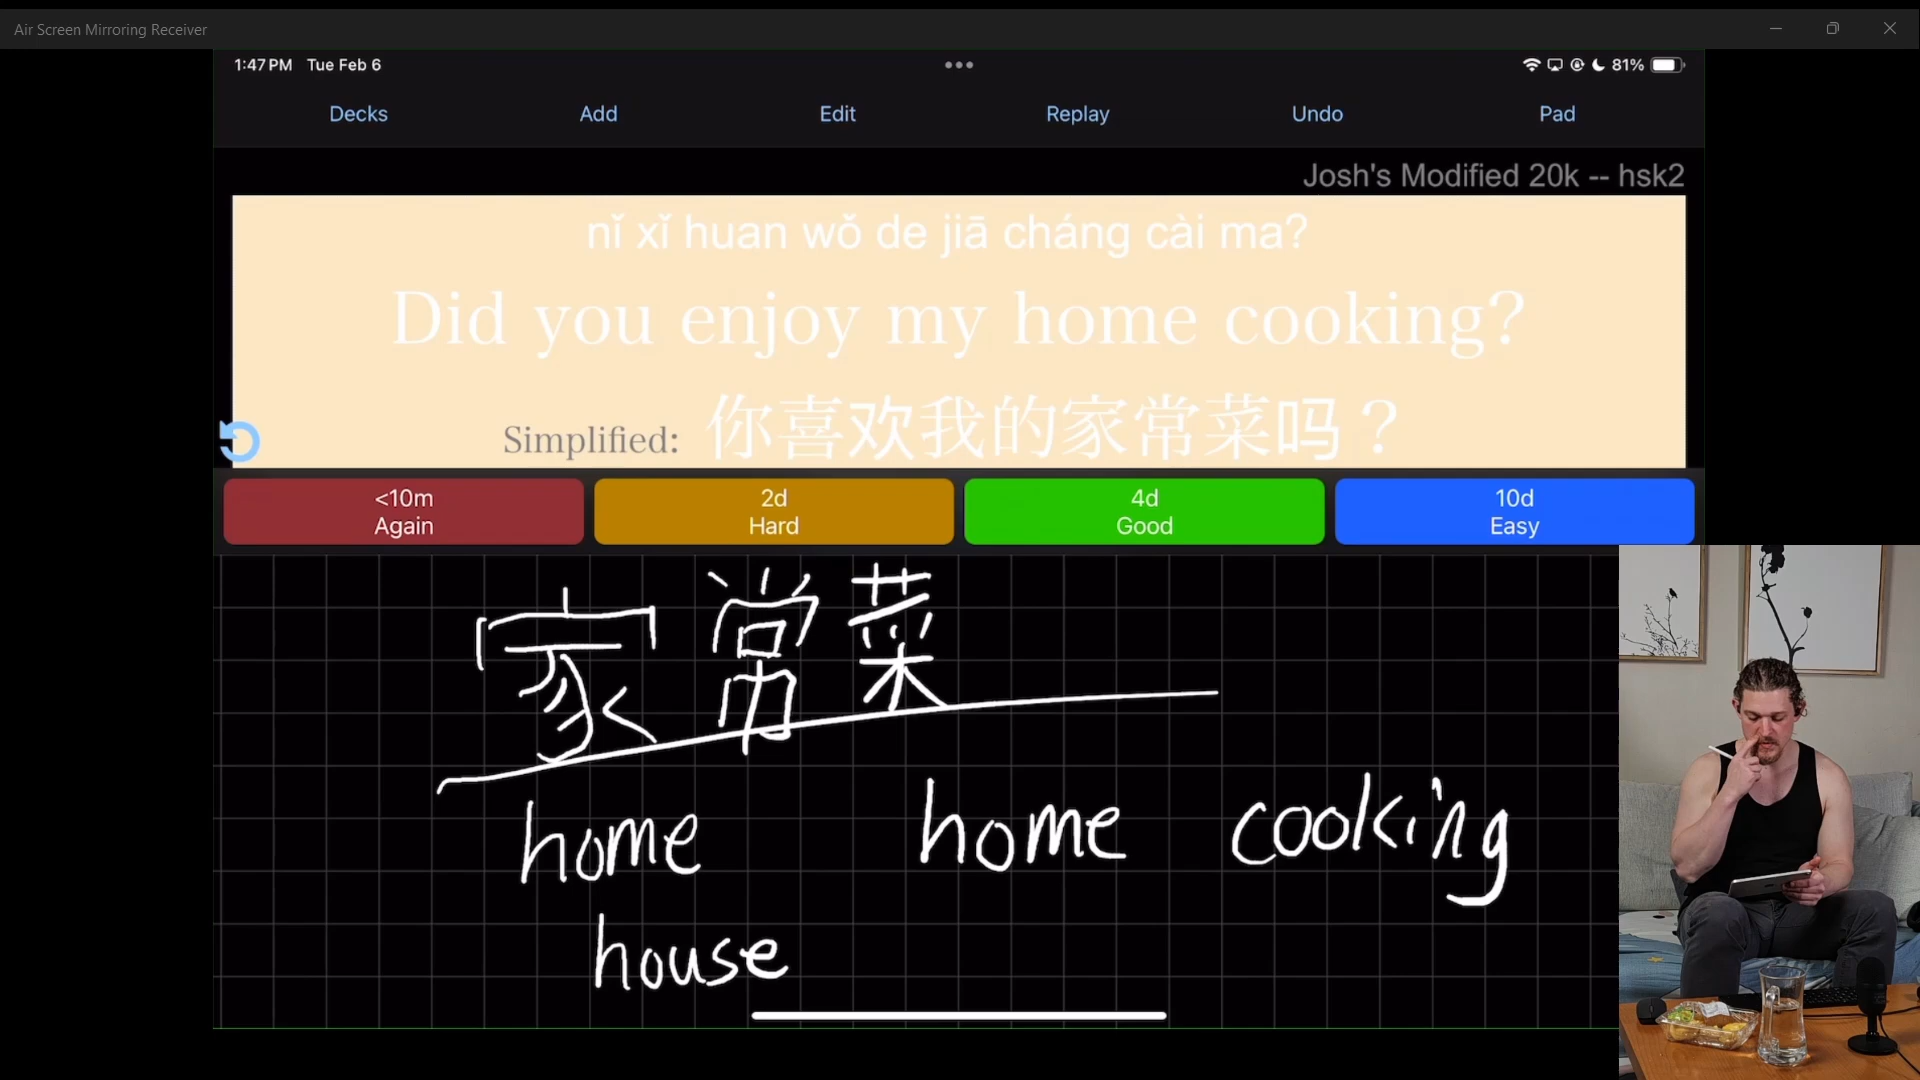 Air Screen Mirroring Receiver
1:47 PM Tue Feb 6
81%
Decks Add Edit Replay Undo Pad
Josh's Modified 20k -- hsk2
nǐ xǐ huan wǒ de jiā cháng cài ma?
Did you enjoy my home cooking?
Simplified: 你喜欢我的家常菜吗？
<10m 2d 4d 10d
Again Hard Good Easy
家常菜
home home cooking
house